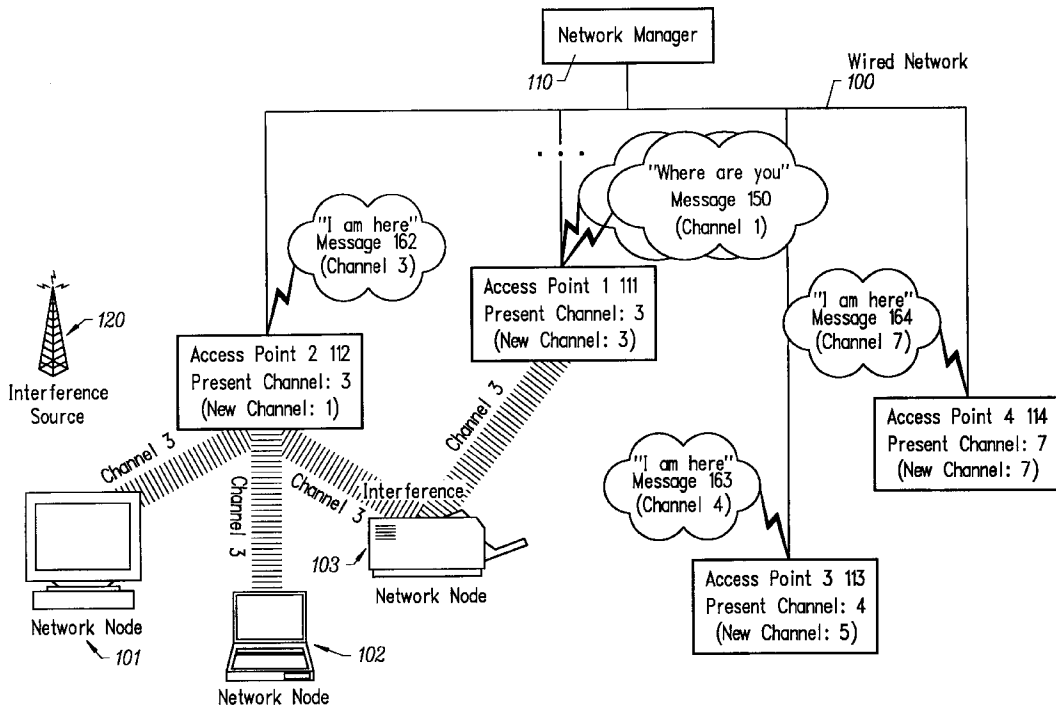 Network Manager
110
Wired Network
100
. . .
"Where are you"
Message 150
(Channel 1)
"I am here"
Message 162
(Channel 3)
Access Point 1 111
Present Channel: 3
(New Channel: 3)
"I am here"
Message 164
(Channel 7)
120
Interference
Source
Access Point 2 112
Present Channel: 3
(New Channel: 1)
Access Point 4 114
Present Channel: 7
(New Channel: 7)
Channel 3
Channel 3
Channel 3
Channel 3
Interference
"I am here"
Message 163
(Channel 4)
103
Network Node
Access Point 3 113
Present Channel: 4
(New Channel: 5)
Network Node
101
102
Network Node